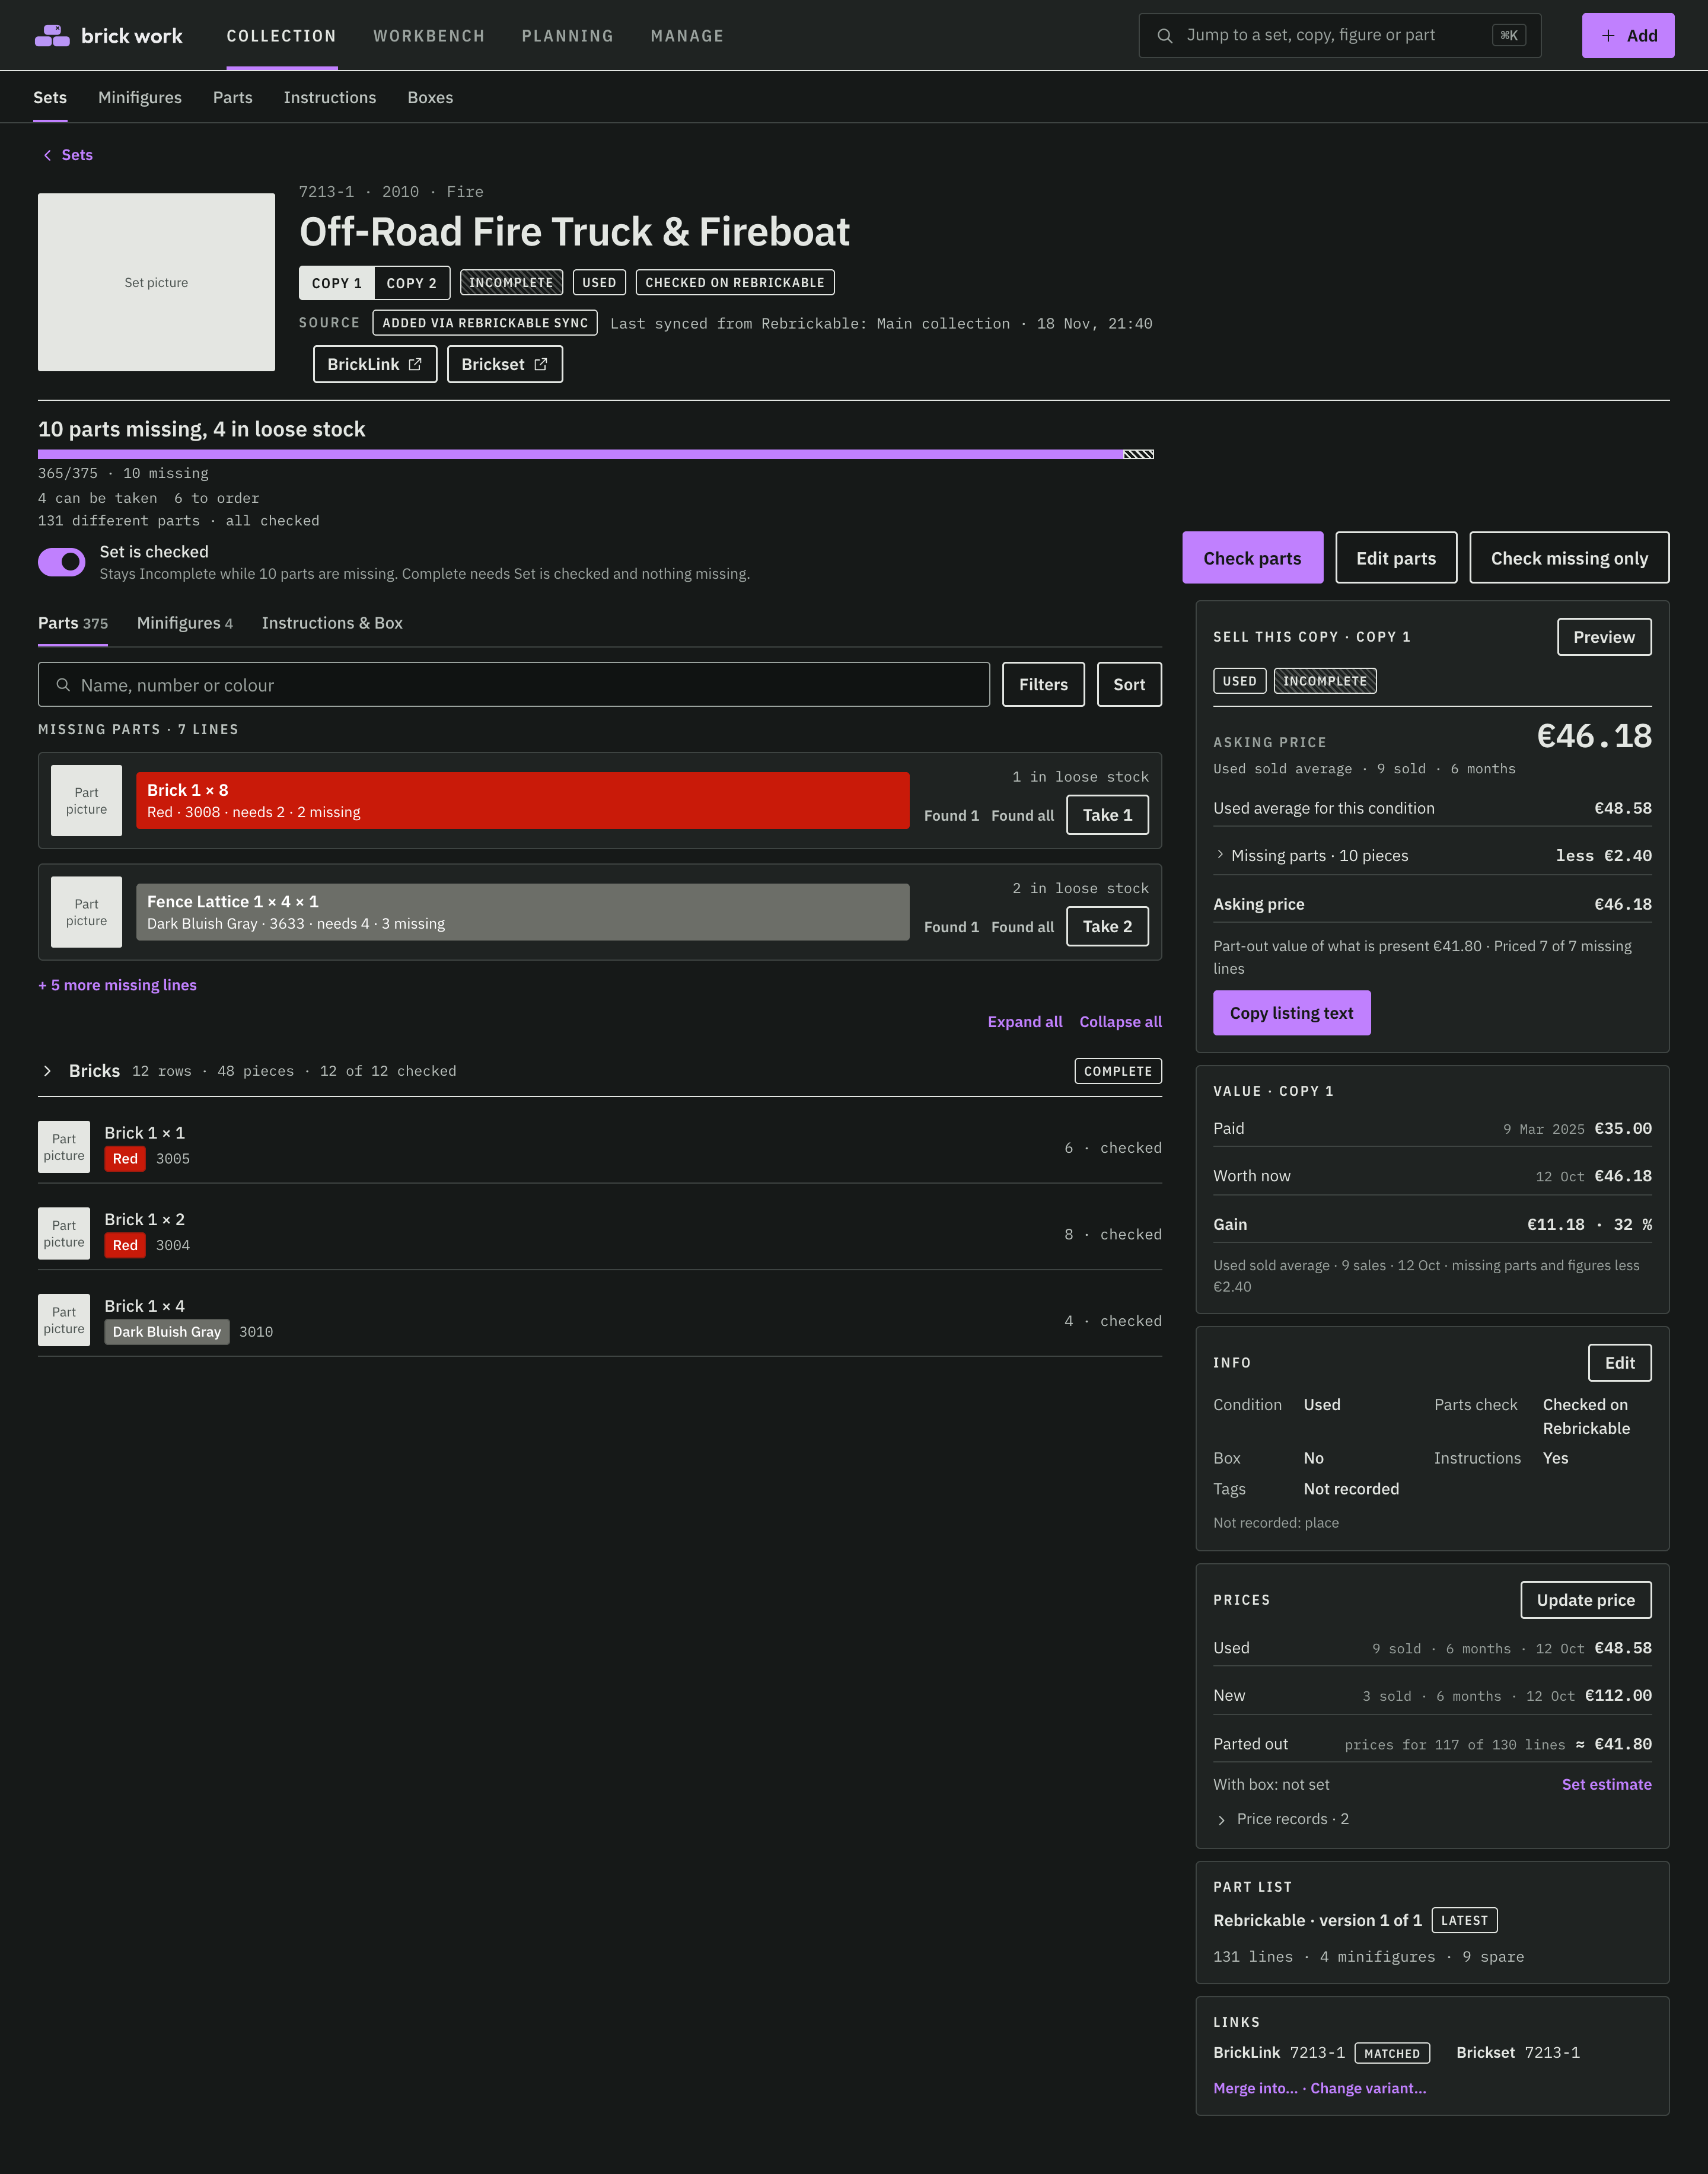 brick work
COLLECTION WORKBENCH PLANNING MANAGE
Jump to a set, copy, figure or part ⌘K
+ Add
Sets Minifigures Parts Instructions Boxes
Sets
Set picture
7213-1 · 2010 · Fire
Off-Road Fire Truck & Fireboat
COPY 1 COPY 2 INCOMPLETE USED CHECKED ON REBRICKABLE
SOURCE ADDED VIA REBRICKABLE SYNC Last synced from Rebrickable: Main collection · 18 Nov, 21:40
BrickLink Brickset
10 parts missing, 4 in loose stock
365/375 · 10 missing
4 can be taken 6 to order
131 different parts · all checked
Set is checked
Stays Incomplete while 10 parts are missing. Complete needs Set is checked and nothing missing.
Check parts Edit parts Check missing only
Parts 375 Minifigures 4 Instructions & Box
Name, number or colour
Filters Sort
MISSING PARTS · 7 LINES
Part
picture
Brick 1 × 8
Red · 3008 · needs 2 · 2 missing
1 in loose stock
Found 1 Found all Take 1
Part
picture
Fence Lattice 1 × 4 × 1
Dark Bluish Gray · 3633 · needs 4 · 3 missing
2 in loose stock
Found 1 Found all Take 2
+ 5 more missing lines
Expand all Collapse all
Bricks 12 rows · 48 pieces · 12 of 12 checked COMPLETE
Part
picture
Brick 1 × 1
Red 3005
6 · checked
Part
picture
Brick 1 × 2
Red 3004
8 · checked
Part
picture
Brick 1 × 4
Dark Bluish Gray 3010
4 · checked
SELL THIS COPY · COPY 1 Preview
USED INCOMPLETE
ASKING PRICE €46.18
Used sold average · 9 sold · 6 months
Used average for this condition €48.58
Missing parts · 10 pieces less €2.40
Asking price €46.18
Part-out value of what is present €41.80 · Priced 7 of 7 missing
lines
Copy listing text
VALUE · COPY 1
Paid 9 Mar 2025 €35.00
Worth now 12 Oct €46.18
Gain €11.18 · 32 %
Used sold average · 9 sales · 12 Oct · missing parts and figures less
€2.40
INFO Edit
Condition Used Parts check Checked on
Rebrickable
Box No Instructions Yes
Tags Not recorded
Not recorded: place
PRICES Update price
Used 9 sold · 6 months · 12 Oct €48.58
New 3 sold · 6 months · 12 Oct €112.00
Parted out prices for 117 of 130 lines ≈ €41.80
With box: not set Set estimate
Price records · 2
PART LIST
Rebrickable · version 1 of 1 LATEST
131 lines · 4 minifigures · 9 spare
LINKS
BrickLink 7213-1 MATCHED Brickset 7213-1
Merge into... · Change variant...